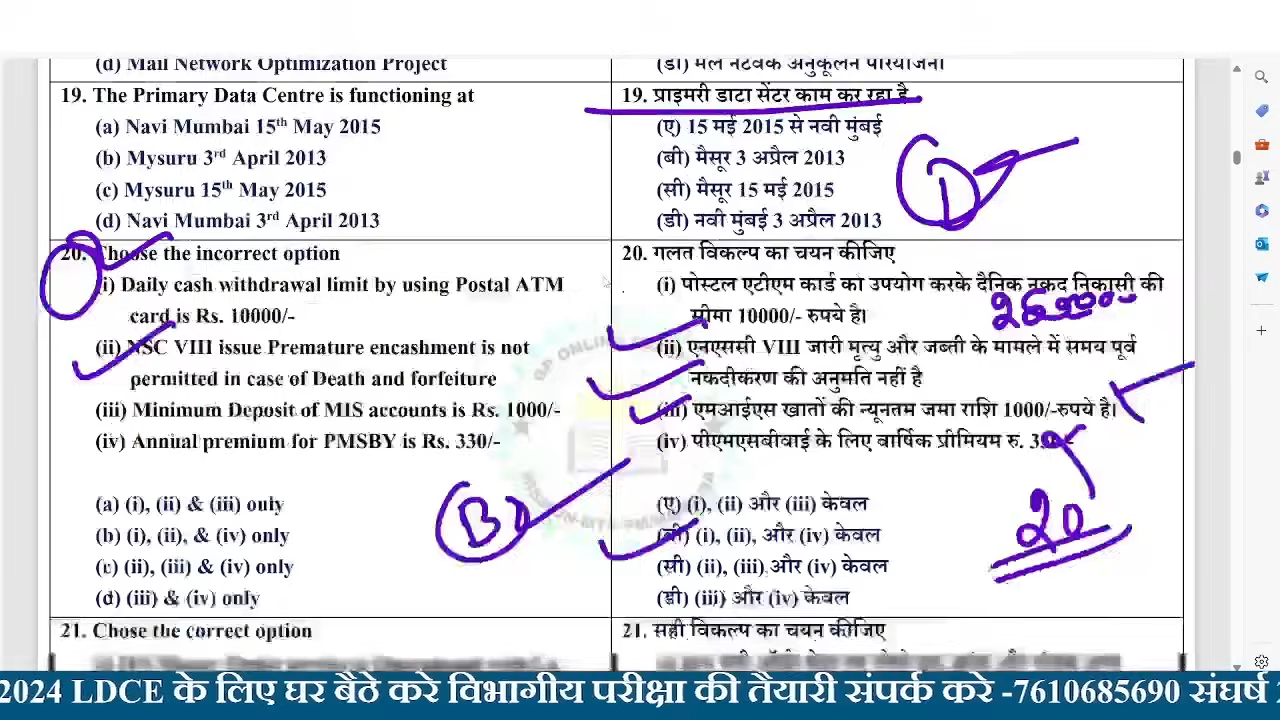 (d) Mail Network Optimization Project
(डी) मेल नेटवर्क अनुकूलन परियोजना
19. The Primary Data Centre is functioning at
(a) Navi Mumbai 15th May 2015
(b) Mysuru 3rd April 2013
(c) Mysuru 15th May 2015
(d) Navi Mumbai 3rd April 2013
19. प्राइमरी डाटा सेंटर काम कर रहा है
(ए) 15 मई 2015 से नवी मुंबई
(बी) मैसूर 3 अप्रैल 2013
(सी) मैसूर 15 मई 2015
(डी) नवी मुंबई 3 अप्रैल 2013
D
20. Choose the incorrect option
(i) Daily cash withdrawal limit by using Postal ATM
card is Rs. 10000/-
(ii) NSC VIII issue Premature encashment is not
permitted in case of Death and forfeiture
(iii) Minimum Deposit of MIS accounts is Rs. 1000/-
(iv) Annual premium for PMSBY is Rs. 330/-
(a) (i), (ii) & (iii) only
(b) (i), (ii), & (iv) only
(c) (ii), (iii) & (iv) only
(d) (iii) & (iv) only
B
20. गलत विकल्प का चयन कीजिए
(i) पोस्टल एटीएम कार्ड को उपयोग करके दैनिक नकद निकासी की
सीमा 10000/- रुपये है।
(ii) एनएससी VIII जारी मृत्यु और जब्ती के मामले में समय पूर्व
नकदीकरण की अनुमति नहीं है
(iii) एमआईएस खातों की न्यूनतम जमा राशि 1000/-रुपये है।
(iv) पीएमएसबीवाई के लिए वार्षिक प्रीमियम रु.
(ए) (i), (ii) और (iii) केवल
(बी) (i), (ii), और (iv) केवल
(सी) (ii), (iii) और (iv) केवल
(डी) (iii) और (iv) केवल
20
21. Chose the correct option
21. सही विकल्प का चयन कीजिए
2024 LDCE के लिए घर बैठे करे विभागीय परीक्षा की तैयारी संपर्क करे -7610685690 संघर्ष